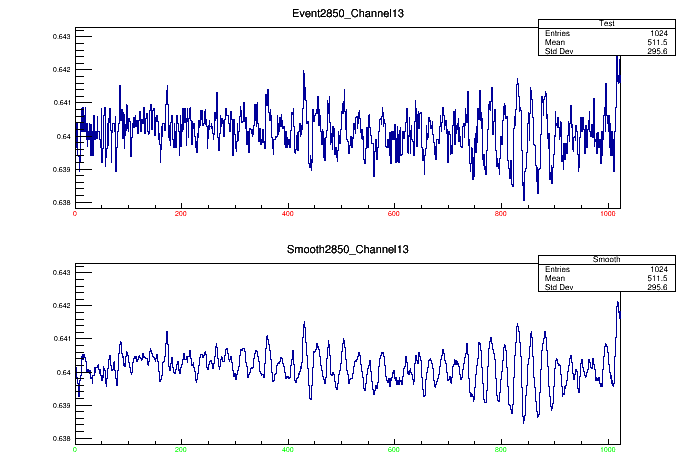 Event2850_Channel13
Test
Entries 1024
Mean 511.5
Std Dev 295.6
0.643
0.642
0.641
0.64
0.639
0.638
0 200 400 600 800 1000
Smooth2850_Channel13
Smooth
Entries 1024
Mean 511.5
Std Dev 295.6
0.643
0.642
0.641
0.64
0.639
0.638
0 200 400 600 800 1000